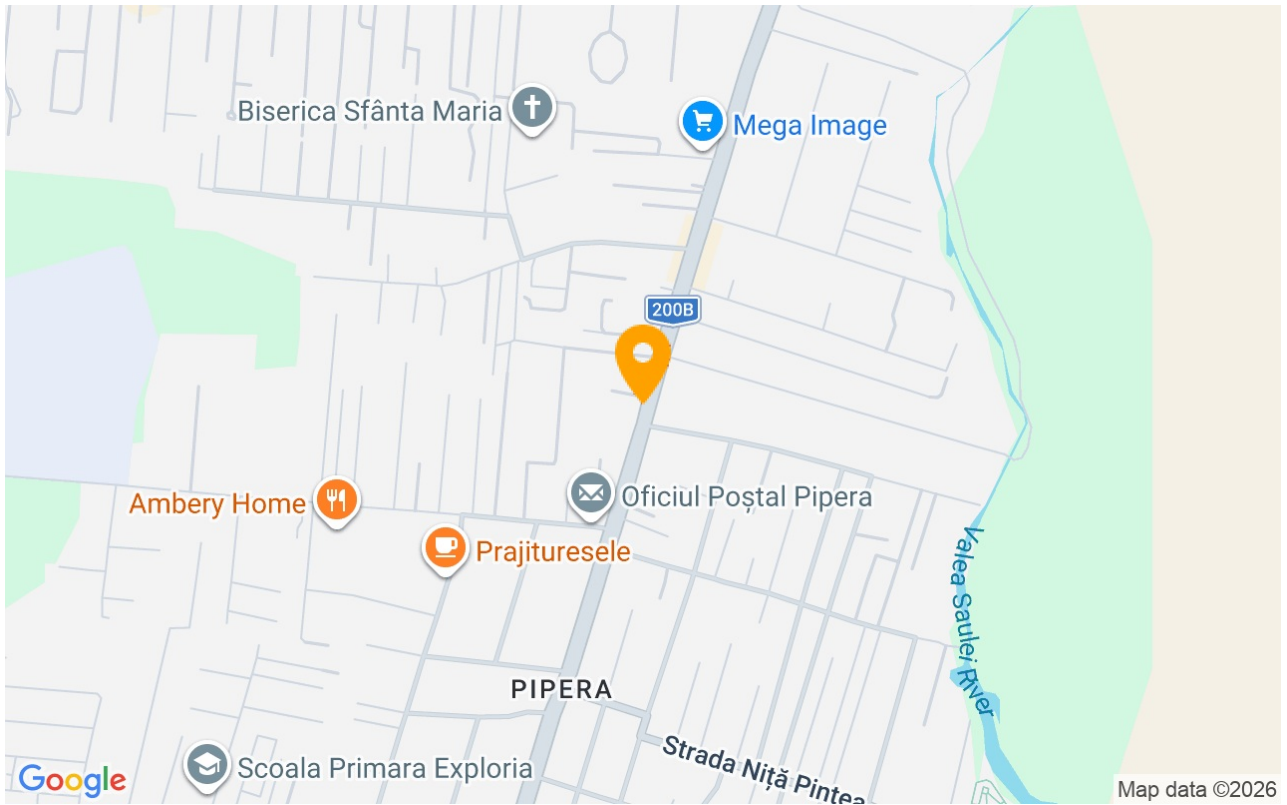 Biserica Sfânta Maria
Mega Image
200B
Ambery Home
Oficiul Poștal Pipera
Prajituresele
Valea Saulei River
PIPERA
Strada Niță Pintea
Scoala Primara Exploria
Google
Map data ©2026